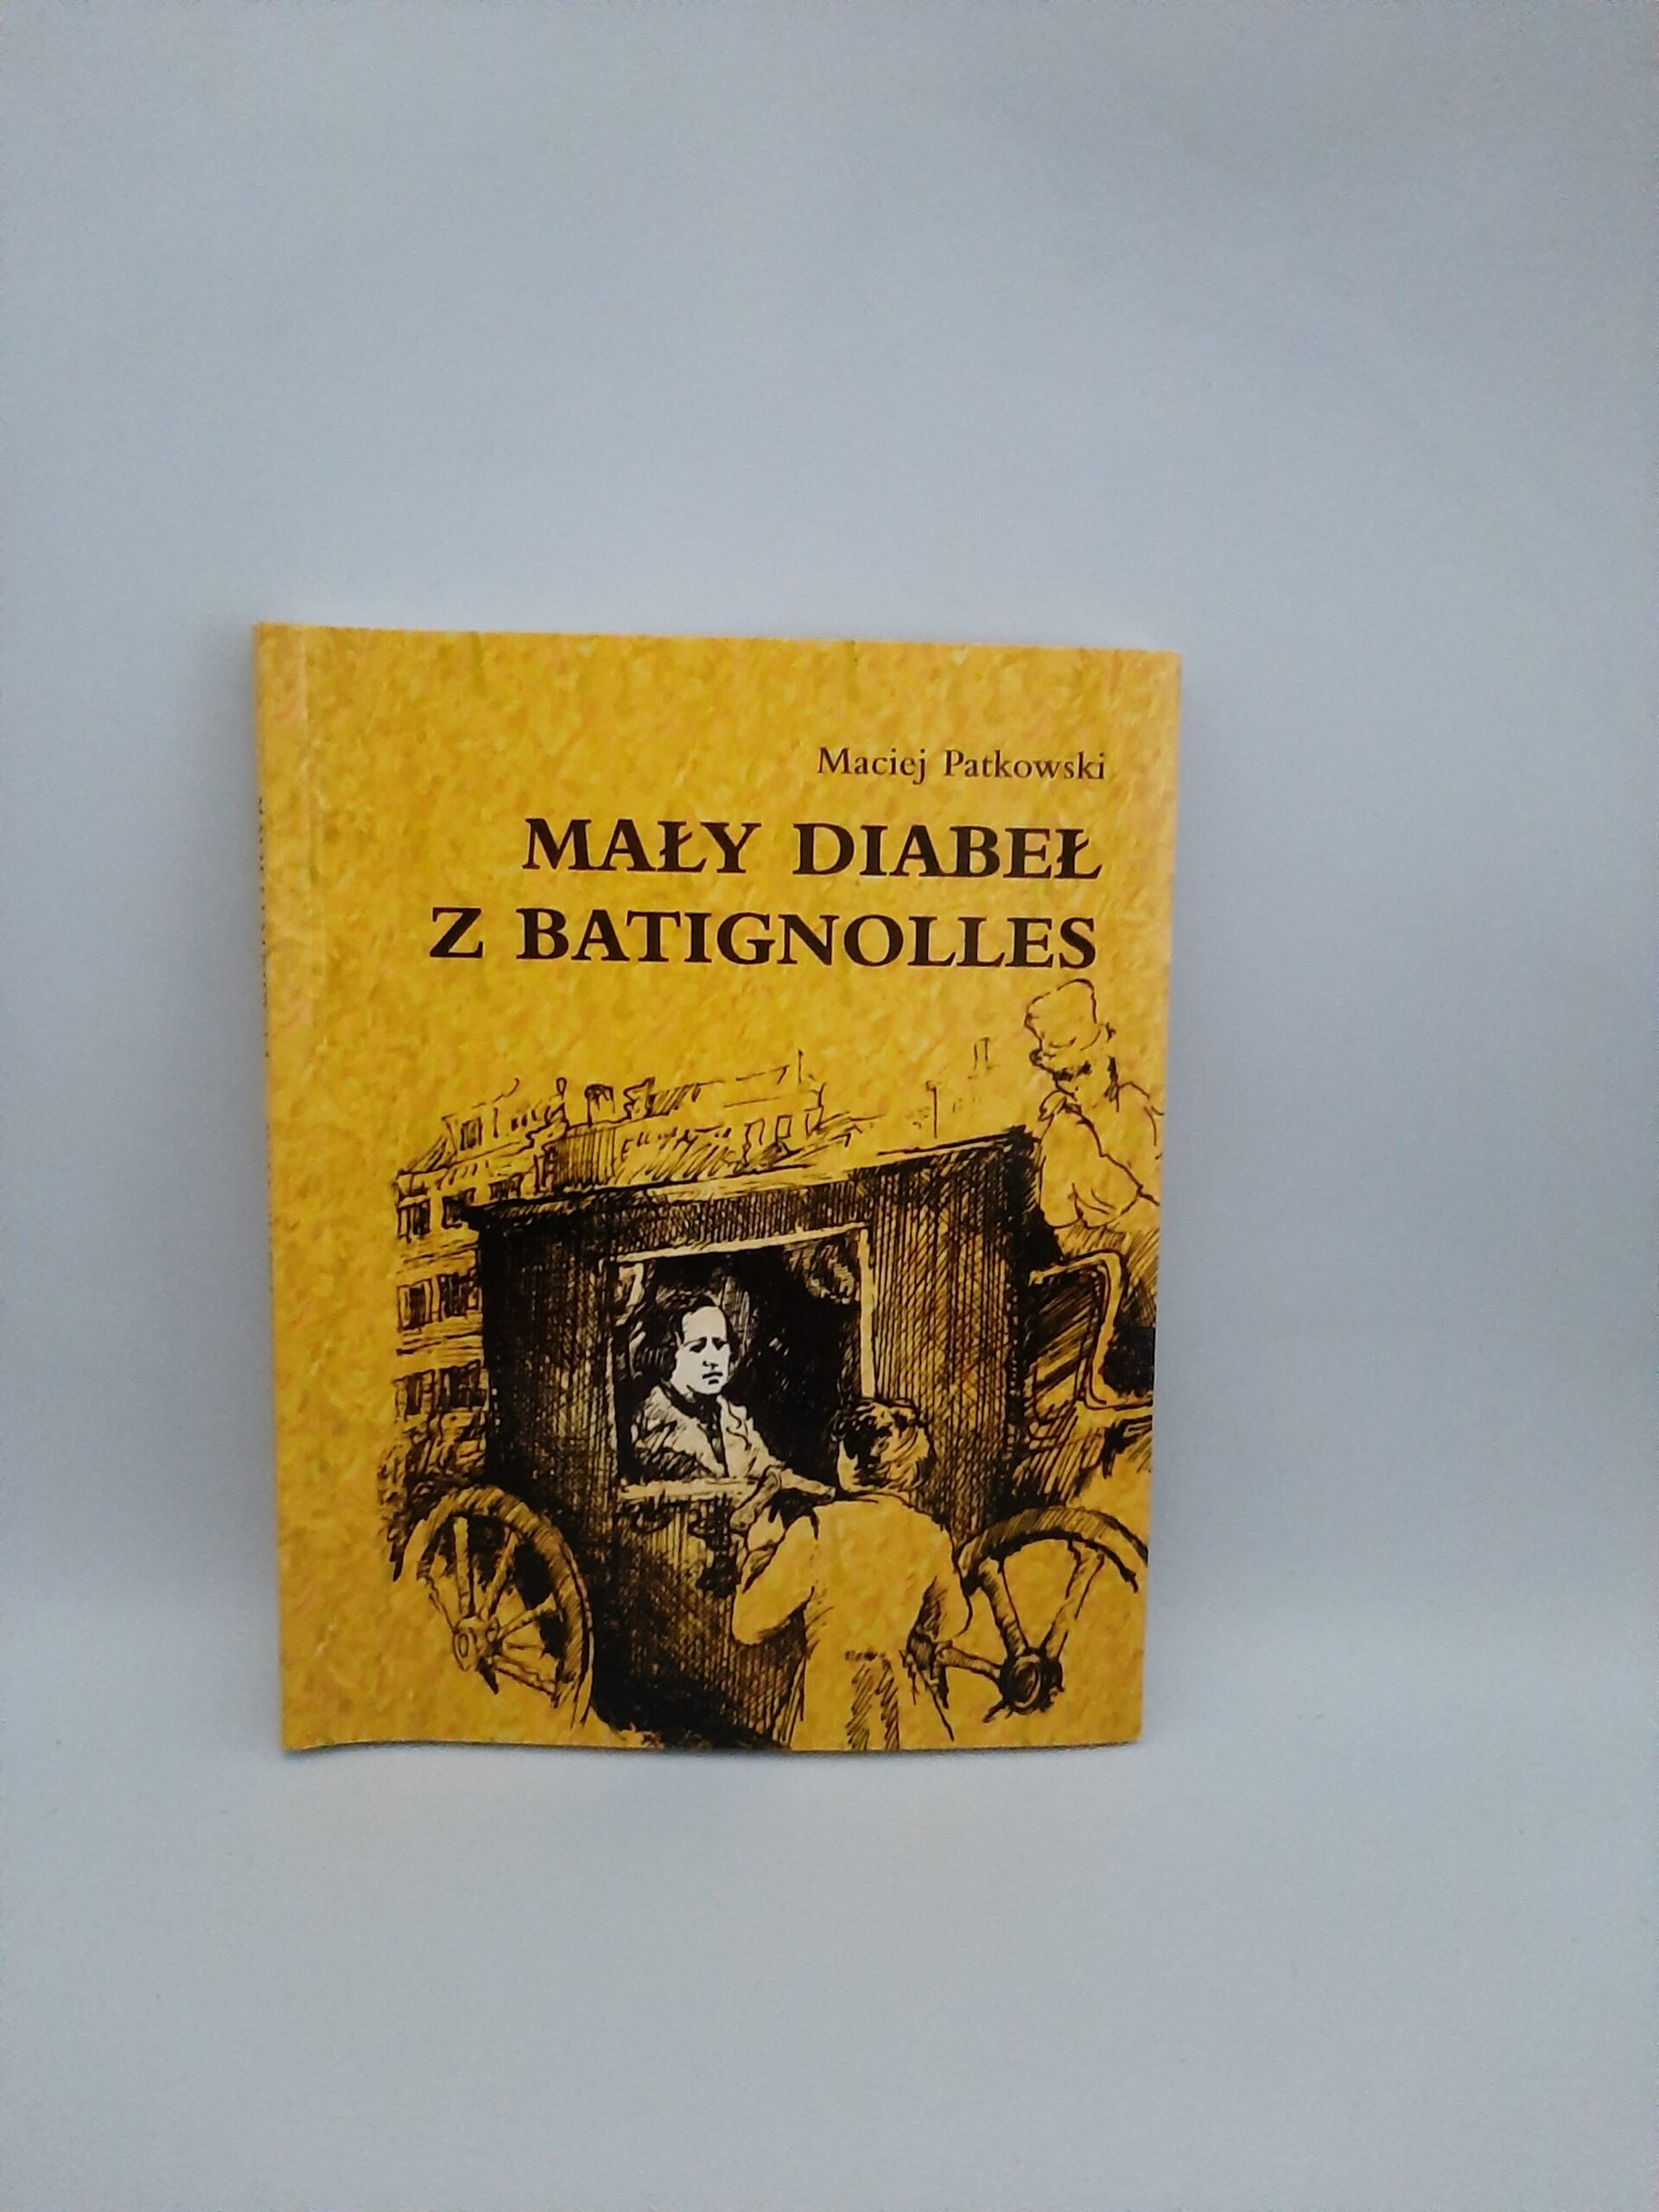 Maciej Patkowski
MAŁY DIABEŁ
Z BATIGNOLLES